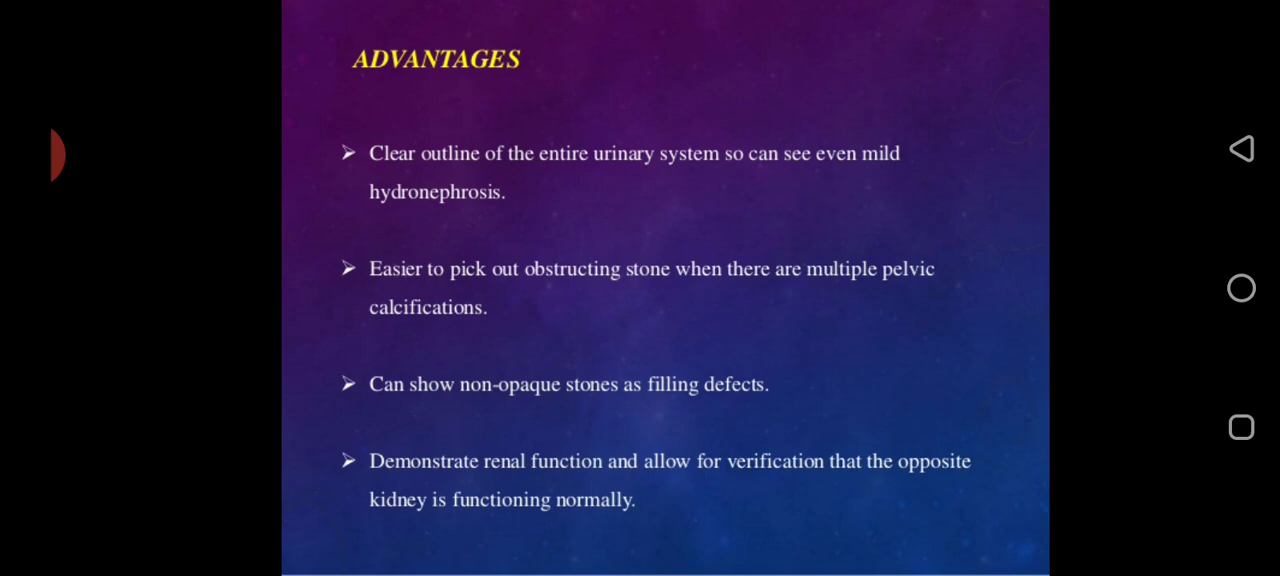 ADVANTAGES
➢ Clear outline of the entire urinary system so can see even mild
hydronephrosis.
➢ Easier to pick out obstructing stone when there are multiple pelvic
calcifications.
➢ Can show non-opaque stones as filling defects.
➢ Demonstrate renal function and allow for verification that the opposite
kidney is functioning normally.